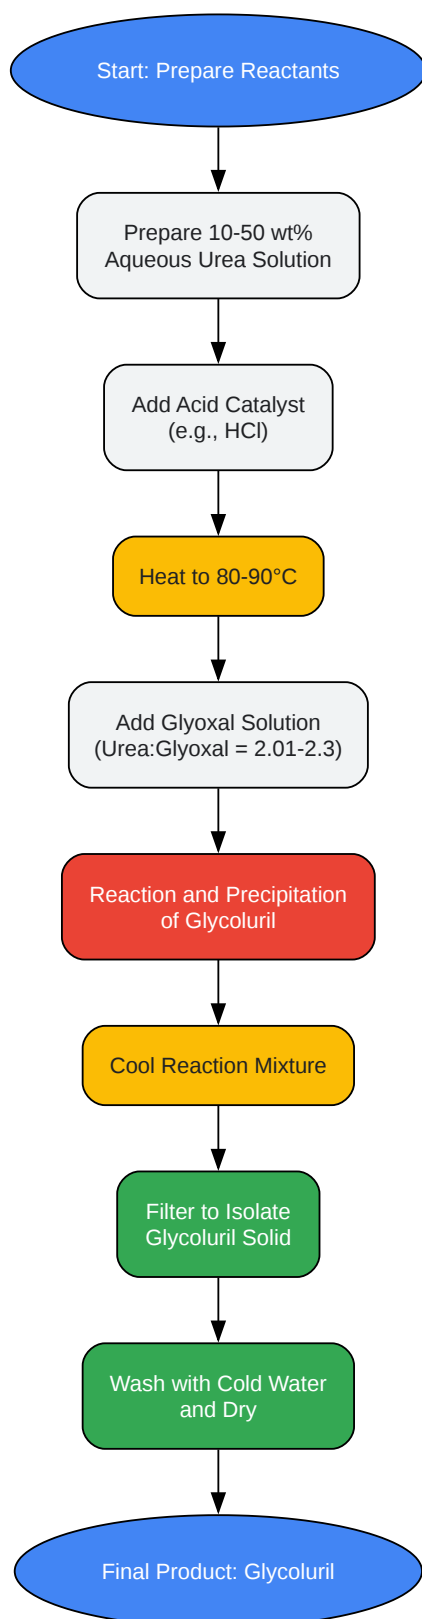 Start: Prepare Reactants
Prepare 10-50 wt%
Aqueous Urea Solution
Add Acid Catalyst
(e.g., HCl)
Heat to 80-90°C
Add Glyoxal Solution
(Urea:Glyoxal = 2.01-2.3)
Reaction and Precipitation
of Glycoluril
Cool Reaction Mixture
Filter to Isolate
Glycoluril Solid
Wash with Cold Water
and Dry
Final Product: Glycoluril